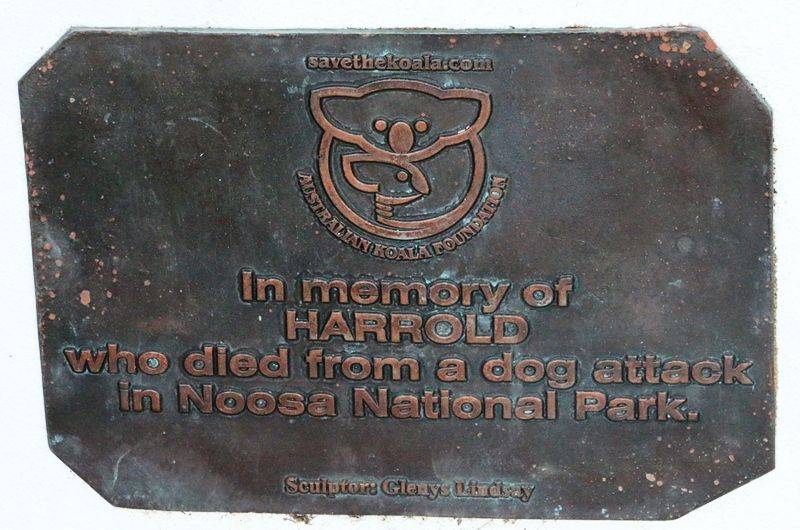 savethekoala.com
AUSTRALIAN KOALA FOUNDATION
In memory of
HARROLD
who died from a dog attack
in Noosa National Park.
Sculptor: Glenys Lindsay